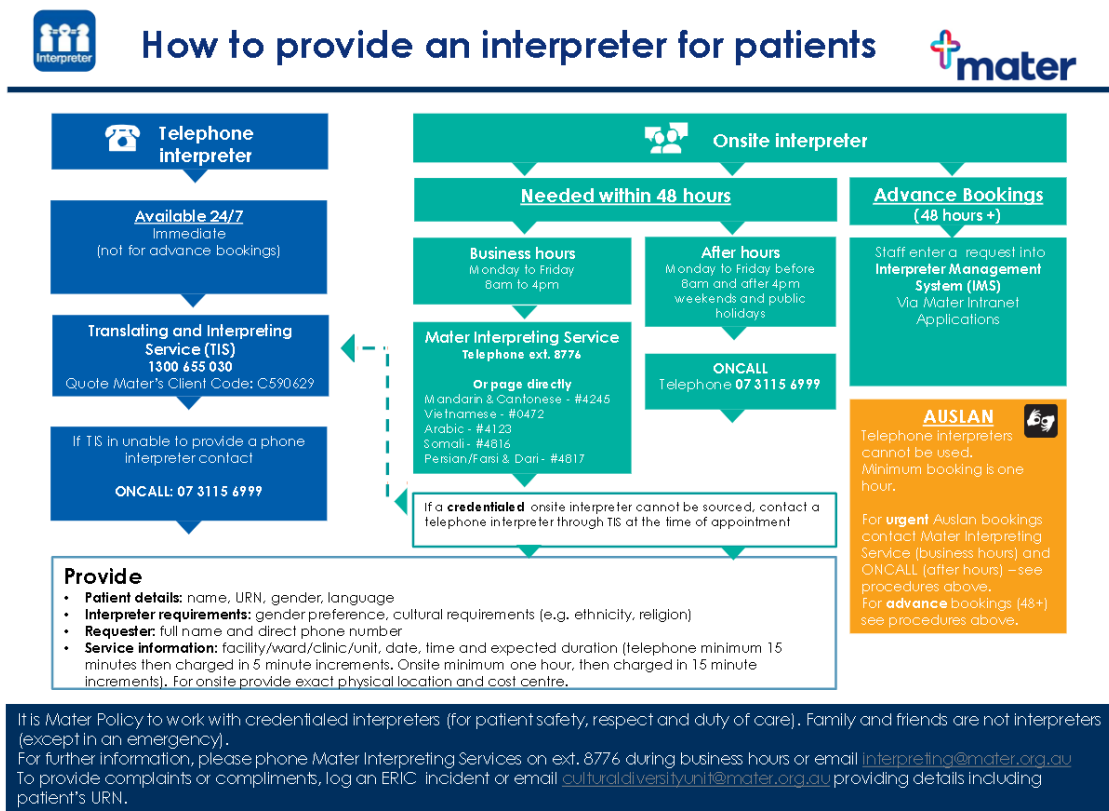 Interpreter
How to provide an interpreter for patients
mater
Telephone
interpreter
Available 24/7
Immediate
(not for advance bookings)
Translating and Interpreting
Service (TIS)
1300 655 030
Quote Mater's Client Code: C590629
If TIS in unable to provide a phone
interpreter contact
ONCALL: 07 3115 6999
Onsite interpreter
Needed within 48 hours
Business hours
Monday to Friday
8am to 4pm
Mater Interpreting Service
Telephone ext. 8776
Or page directly
Mandarin & Cantonese - #4245
Vietnamese - #0472
Arabic - #4123
Somali - #4816
Persian/Farsi & Dari - #4817
After hours
Monday to Friday before
8am and after 4pm
weekends and public
holidays
ONCALL
Telephone 07 3115 6999
If a credentialed onsite interpreter cannot be sourced, contact a
telephone interpreter through TIS at the time of appointment
Advance Bookings
(48 hours +)
Staff enter a request into
Interpreter Management
System (IMS)
Via Mater Intranet
Applications
AUSLAN
Telephone interpreters
cannot be used.
Minimum booking is one
hour.
For urgent Auslan bookings
contact Mater Interpreting
Service (business hours) and
ONCALL (after hours) – see
procedures above.
For advance bookings (48+)
see procedures above.
Provide
• Patient details: name, URN, gender, language
• Interpreter requirements: gender preference, cultural requirements (e.g. ethnicity, religion)
• Requester: full name and direct phone number
• Service information: facility/ward/clinic/unit, date, time and expected duration (telephone minimum 15
minutes then charged in 5 minute increments. Onsite minimum one hour, then charged in 15 minute
increments). For onsite provide exact physical location and cost centre.
It is Mater Policy to work with credentialed interpreters (for patient safety, respect and duty of care). Family and friends are not interpreters
(except in an emergency).
For further information, please phone Mater Interpreting Services on ext. 8776 during business hours or email interpreting@mater.org.au
To provide complaints or compliments, log an ERIC incident or email culturaldiversityunit@mater.org.au providing details including
patient's URN.